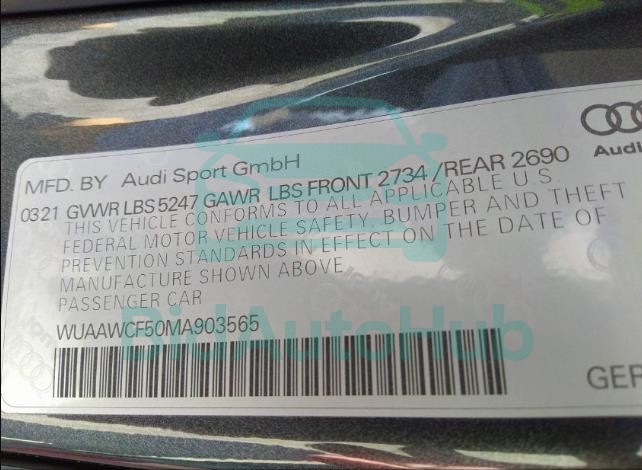 MFD. BY Audi Sport GmbH
0321 GVWR LBS 5247 GAWR LBS FRONT 2734 /REAR 2690
THIS VEHICLE CONFORMS TO ALL APPLICABLE U.S.
FEDERAL MOTOR VEHICLE SAFETY, BUMPER AND THEFT
PREVENTION STANDARDS IN EFFECT ON THE DATE OF
MANUFACTURE SHOWN ABOVE.
PASSENGER CAR
WUAAWCF50MA903565
Audi
GER
BidAutoHub